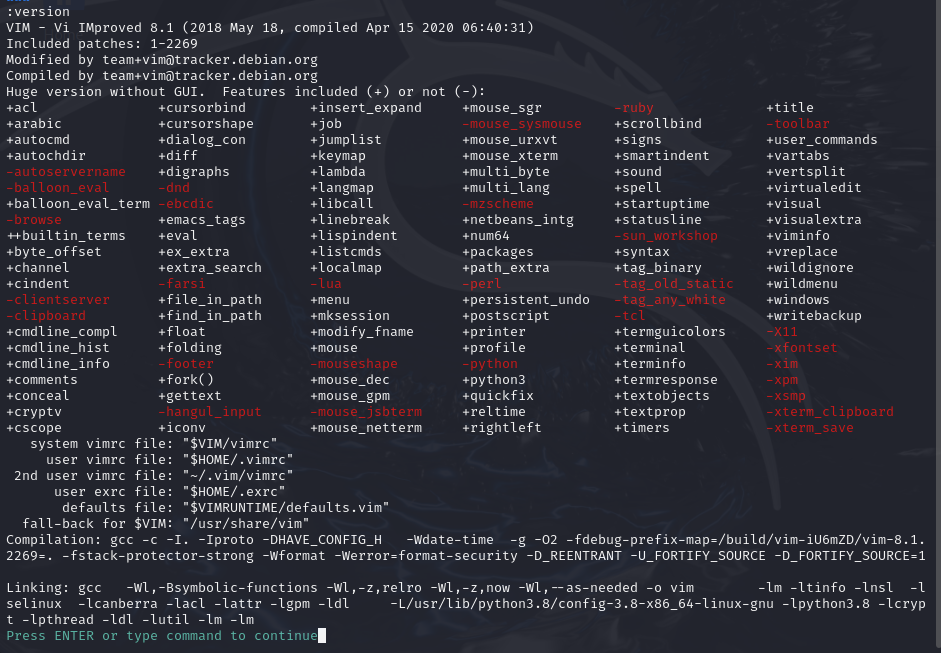 :version
VIM - Vi IMproved 8.1 (2018 May 18, compiled Apr 15 2020 06:40:31)
Included patches: 1-2269
Modified by team+vim@tracker.debian.org
Compiled by team+vim@tracker.debian.org
Huge version without GUI.  Features included (+) or not (-):
+acl               +cursorbind        +insert_expand     +mouse_sgr         -ruby              +title
+arabic            +cursorshape       +job               -mouse_sysmouse    +scrollbind        -toolbar
+autocmd           +dialog_con        +jumplist          +mouse_urxvt       +signs             +user_commands
+autochdir         +diff              +keymap            +mouse_xterm       +smartindent       +vartabs
-autoservername    +digraphs          +lambda            +multi_byte        +sound             +vertsplit
-balloon_eval      -dnd               +langmap           +multi_lang        +spell             +virtualedit
+balloon_eval_term -ebcdic            +libcall           -mzscheme          +startuptime       +visual
-browse            +emacs_tags        +linebreak         +netbeans_intg     +statusline        +visualextra
++builtin_terms    +eval              +lispindent        +num64             -sun_workshop      +viminfo
+byte_offset       +ex_extra          +listcmds          +packages          +syntax            +vreplace
+channel           +extra_search      +localmap          +path_extra        +tag_binary        +wildignore
+cindent           -farsi             -lua               -perl              -tag_old_static    +wildmenu
-clientserver      +file_in_path      +menu              +persistent_undo   -tag_any_white     +windows
-clipboard         +find_in_path      +mksession         +postscript        -tcl               +writebackup
+cmdline_compl     +float             +modify_fname      +printer           +termguicolors     -X11
+cmdline_hist      +folding           +mouse             +profile           +terminal          -xfontset
+cmdline_info      -footer            -mouseshape        -python            +terminfo          -xim
+comments          +fork()            +mouse_dec         +python3           +termresponse      -xpm
+conceal           +gettext           +mouse_gpm         +quickfix          +textobjects       -xsmp
+cryptv            -hangul_input      -mouse_jsbterm     +reltime           +textprop          -xterm_clipboard
+cscope            +iconv             +mouse_netterm     +rightleft         +timers            -xterm_save
   system vimrc file: "$VIM/vimrc"
     user vimrc file: "$HOME/.vimrc"
 2nd user vimrc file: "~/.vim/vimrc"
      user exrc file: "$HOME/.exrc"
       defaults file: "$VIMRUNTIME/defaults.vim"
  fall-back for $VIM: "/usr/share/vim"
Compilation: gcc -c -I. -Iproto -DHAVE_CONFIG_H   -Wdate-time  -g -O2 -fdebug-prefix-map=/build/vim-iU6mZD/vim-8.1.
2269=. -fstack-protector-strong -Wformat -Werror=format-security -D_REENTRANT -U_FORTIFY_SOURCE -D_FORTIFY_SOURCE=1
Linking: gcc   -Wl,-Bsymbolic-functions -Wl,-z,relro -Wl,-z,now -Wl,--as-needed -o vim        -lm -ltinfo -lnsl  -l
selinux  -lcanberra -lacl -lattr -lgpm -ldl     -L/usr/lib/python3.8/config-3.8-x86_64-linux-gnu -lpython3.8 -lcryp
t -lpthread -ldl -lutil -lm -lm
Press ENTER or type command to continue